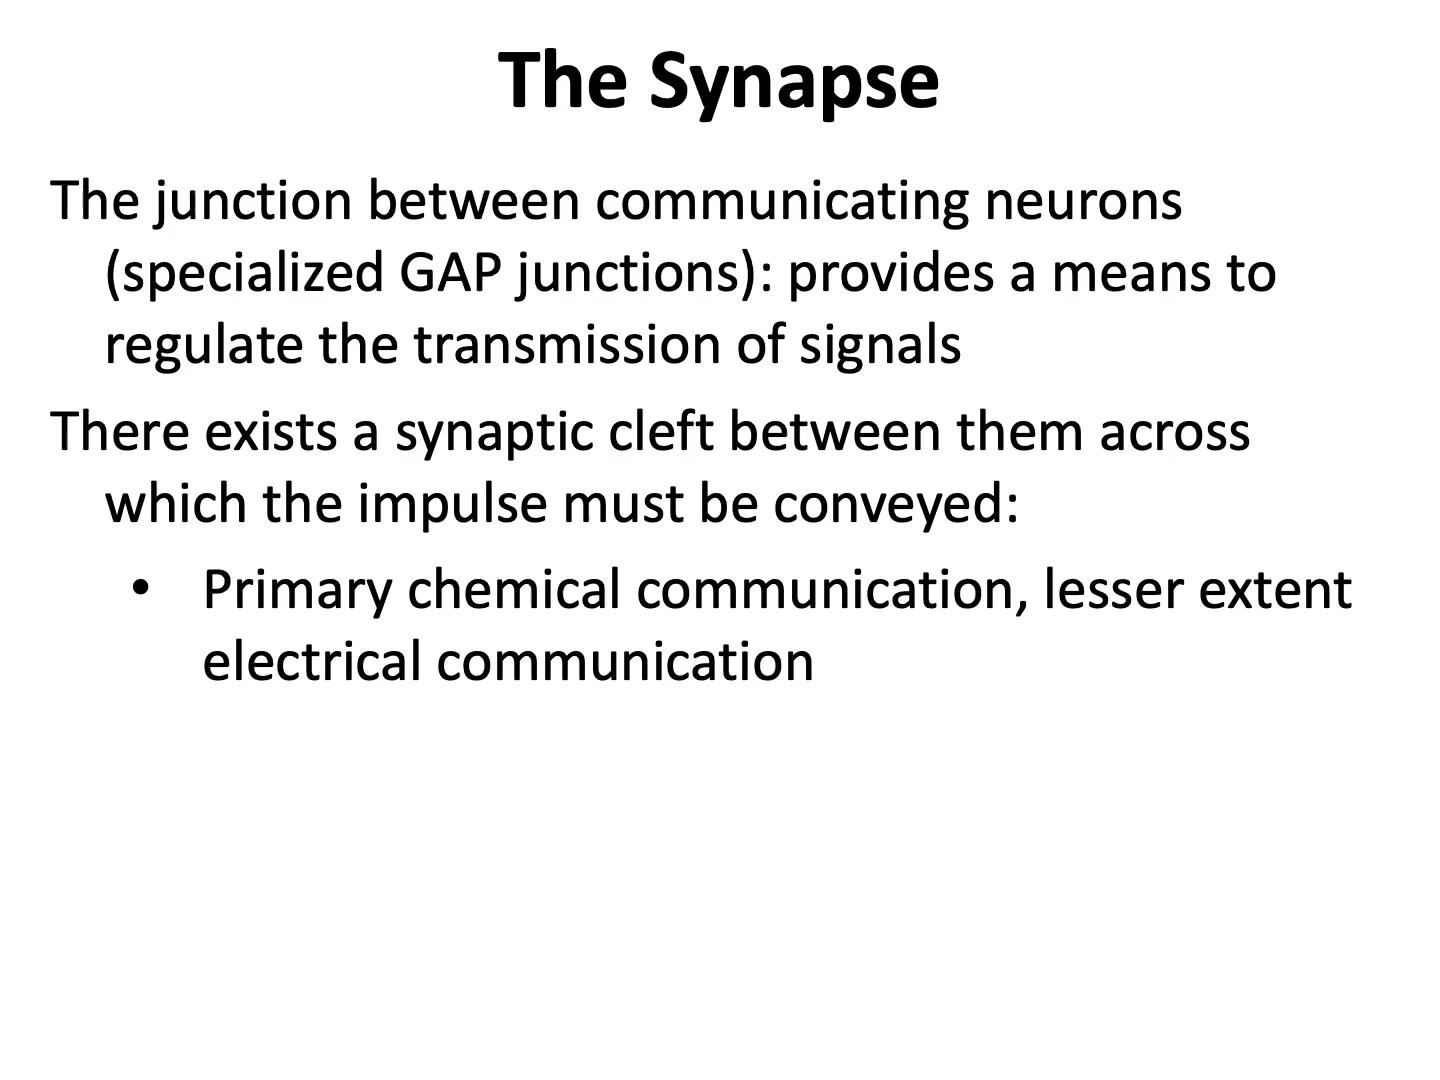 The Synapse
The junction between communicating neurons
(specialized GAP junctions): provides a means to
regulate the transmission of signals
There exists a synaptic cleft between them across
which the impulse must be conveyed:
• Primary chemical communication, lesser extent
electrical communication